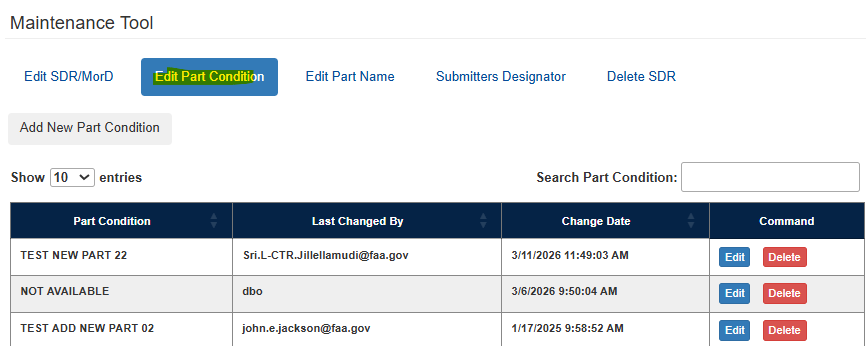 Maintenance Tool
Edit SDR/MorD Edit Part Condition Edit Part Name Submitters Designator Delete SDR
Add New Part Condition
Show 10 entries Search Part Condition:
Part Condition Last Changed By Change Date Command
TEST NEW PART 22 Sri.L-CTR.Jillellamudi@faa.gov 3/11/2026 11:49:03 AM Edit Delete
NOT AVAILABLE dbo 3/6/2026 9:50:04 AM Edit Delete
TEST ADD NEW PART 02 john.e.jackson@faa.gov 1/17/2025 9:58:52 AM Edit Delete